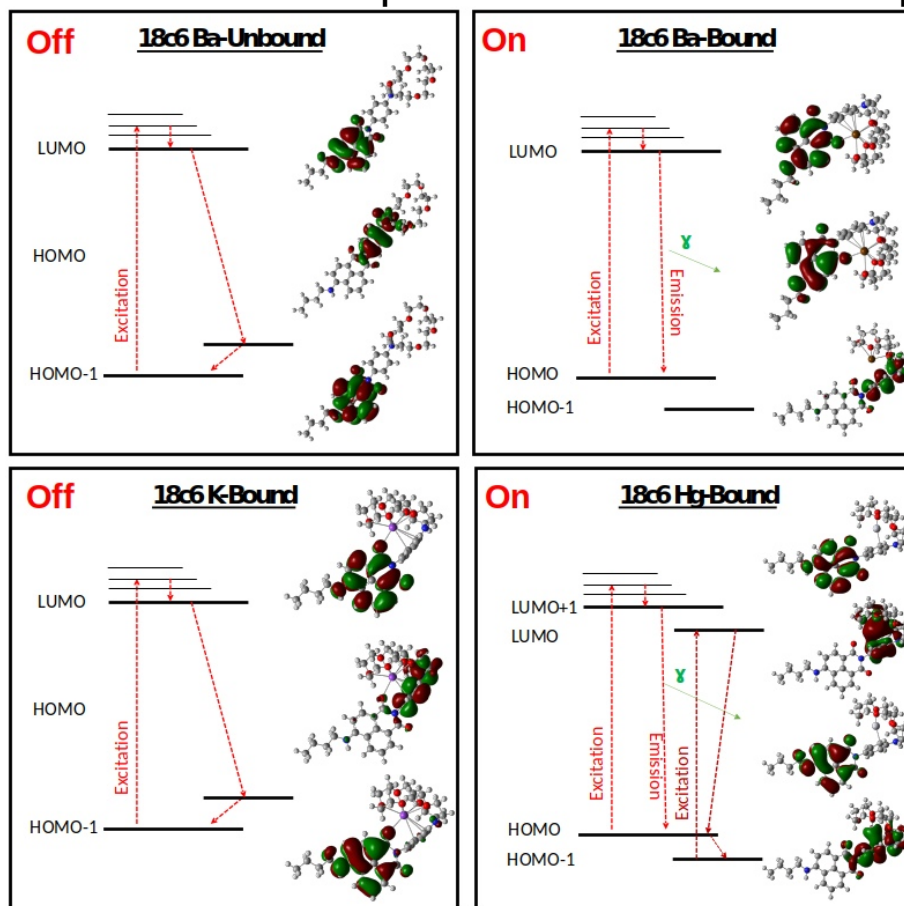 Off
18c6 Ba-Unbound
LUMO
HOMO
Excitation
HOMO-1
On
18c6 Ba-Bound
LUMO
ɣ
Excitation
Emission
HOMO
HOMO-1
Off
18c6 K-Bound
LUMO
HOMO
Excitation
HOMO-1
On
18c6 Hg-Bound
LUMO+1
LUMO
ɣ
Excitation
Emission
Excitation
HOMO
HOMO-1